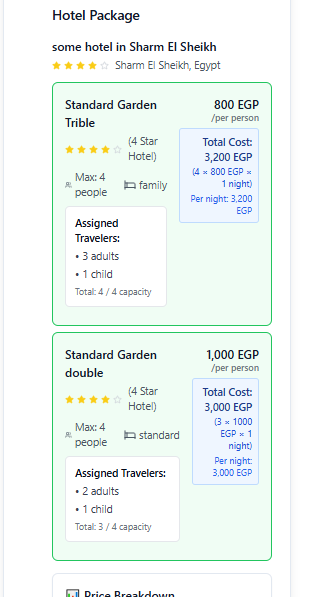 Hotel Package
some hotel in Sharm El Sheikh
Sharm El Sheikh, Egypt
Standard Garden
Trible
800 EGP
/per person
(4 Star
Hotel)
Max: 4
people
family
Total Cost:
3,200 EGP
(4 × 800 EGP ×
1 night)
Per night: 3,200
EGP
Assigned
Travelers:
• 3 adults
• 1 child
Total: 4 / 4 capacity
Standard Garden
double
1,000 EGP
/per person
(4 Star
Hotel)
Max: 4
people
standard
Total Cost:
3,000 EGP
(3 × 1000
EGP × 1
night)
Per night:
3,000 EGP
Assigned Travelers:
• 2 adults
• 1 child
Total: 3 / 4 capacity
Price Breakdown